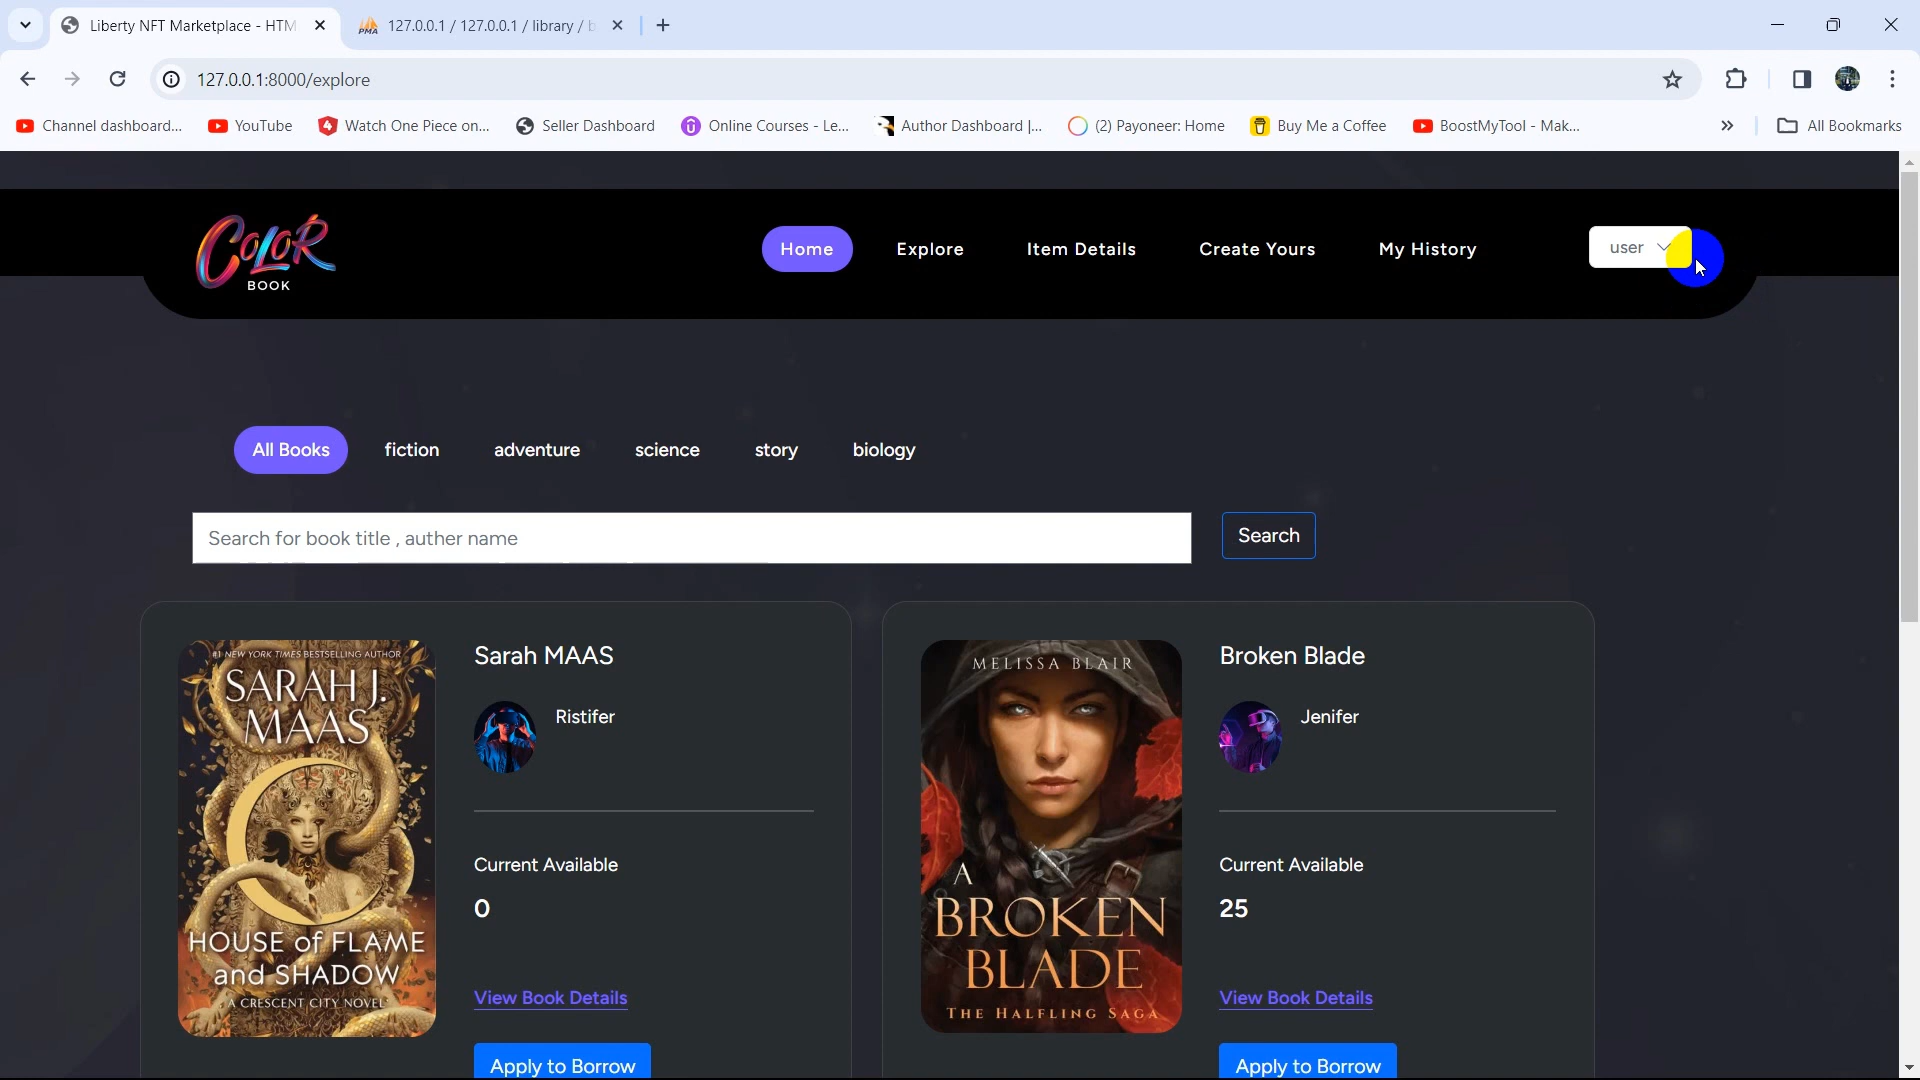 Liberty NFT Marketplace - HTM
127.0.0.1 / 127.0.0.1 / library / b
127.0.0.1:8000/explore
Channel dashboard... YouTube Watch One Piece on... Seller Dashboard Online Courses - Le... Author Dashboard |... (2) Payoneer: Home Buy Me a Coffee BoostMyTool - Mak... All Bookmarks
COLOR
BOOK
Home Explore Item Details Create Yours My History user
All Books fiction adventure science story biology
Search for book title , auther name Search
#1 NEW YORK TIMES BESTSELLING AUTHOR
SARAH J.
MAAS
HOUSE of FLAME
and SHADOW
A CRESCENT CITY NOVEL
Sarah MAAS
Ristifer
Current Available
0
View Book Details
Apply to Borrow
MELISSA BLAIR
A
BROKEN
BLADE
THE HALFLING SAGA
Broken Blade
Jenifer
Current Available
25
View Book Details
Apply to Borrow